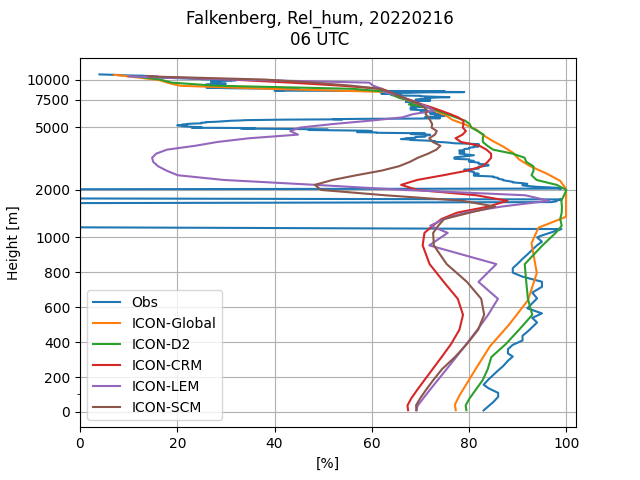 Falkenberg, Rel_hum, 20220216
06 UTC
10000
7500
5000
2000
1000
800
600
400
200
0
Height [m]
Obs
ICON-Global
ICON-D2
ICON-CRM
ICON-LEM
ICON-SCM
0 20 40 60 80 100
[%]